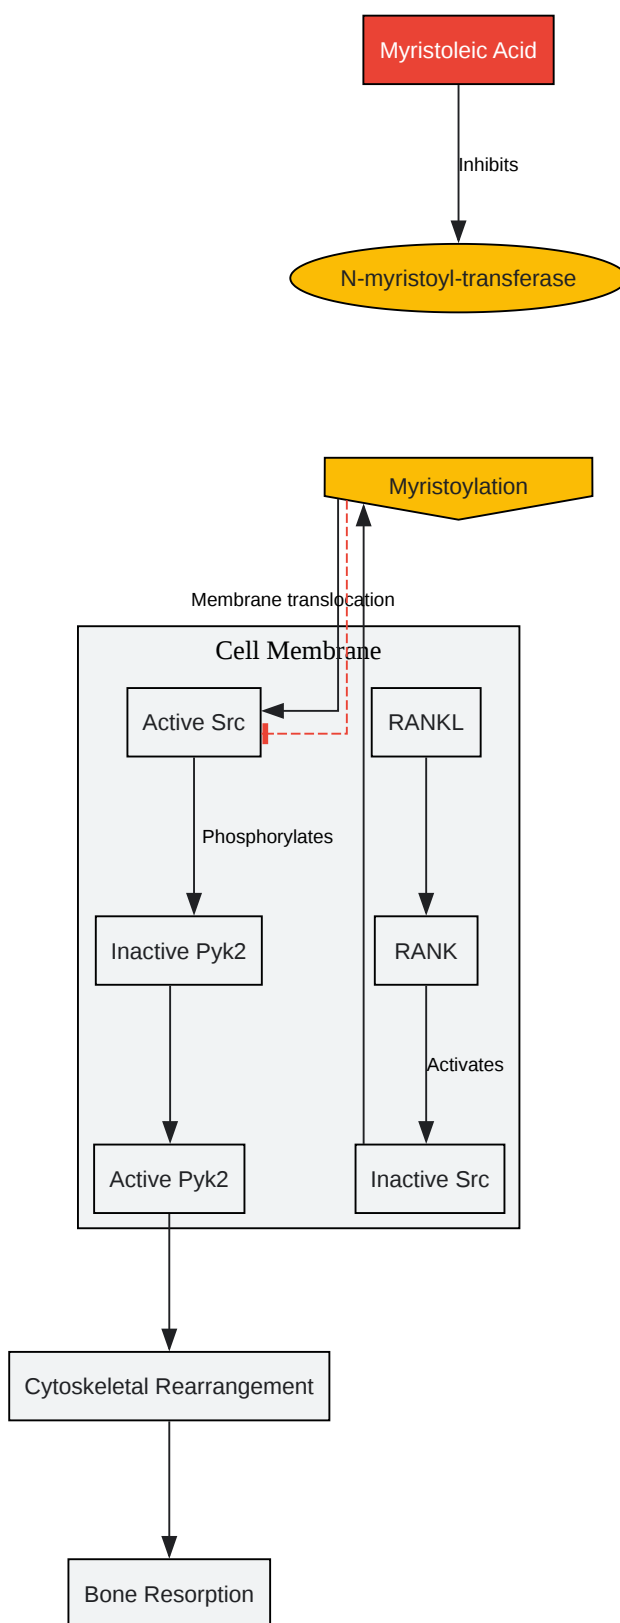 Myristoleic Acid
Inhibits
N-myristoyl-transferase
Myristoylation
Membrane translocation
Cell Membrane
Active Src
RANKL
Phosphorylates
Inactive Pyk2
RANK
Activates
Active Pyk2
Inactive Src
Cytoskeletal Rearrangement
Bone Resorption